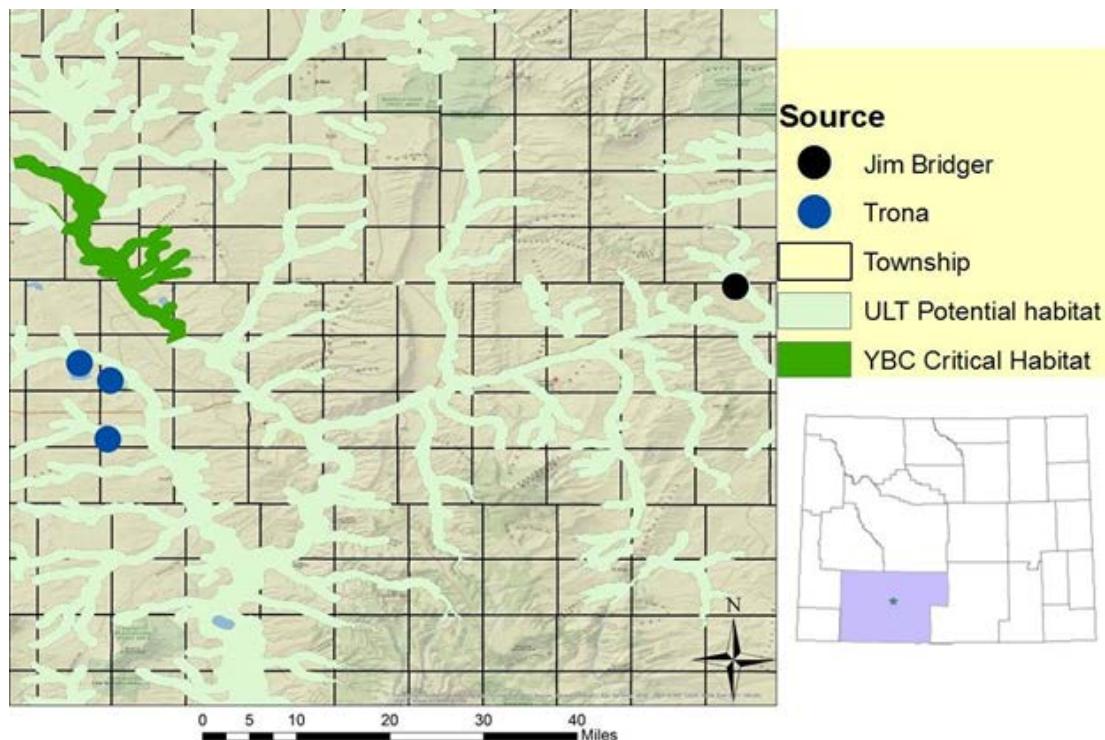 Source
Jim Bridger
Trona
Township
ULT Potential habitat
YBC Critical Habitat
N
0 5 10 20 30 40
Miles